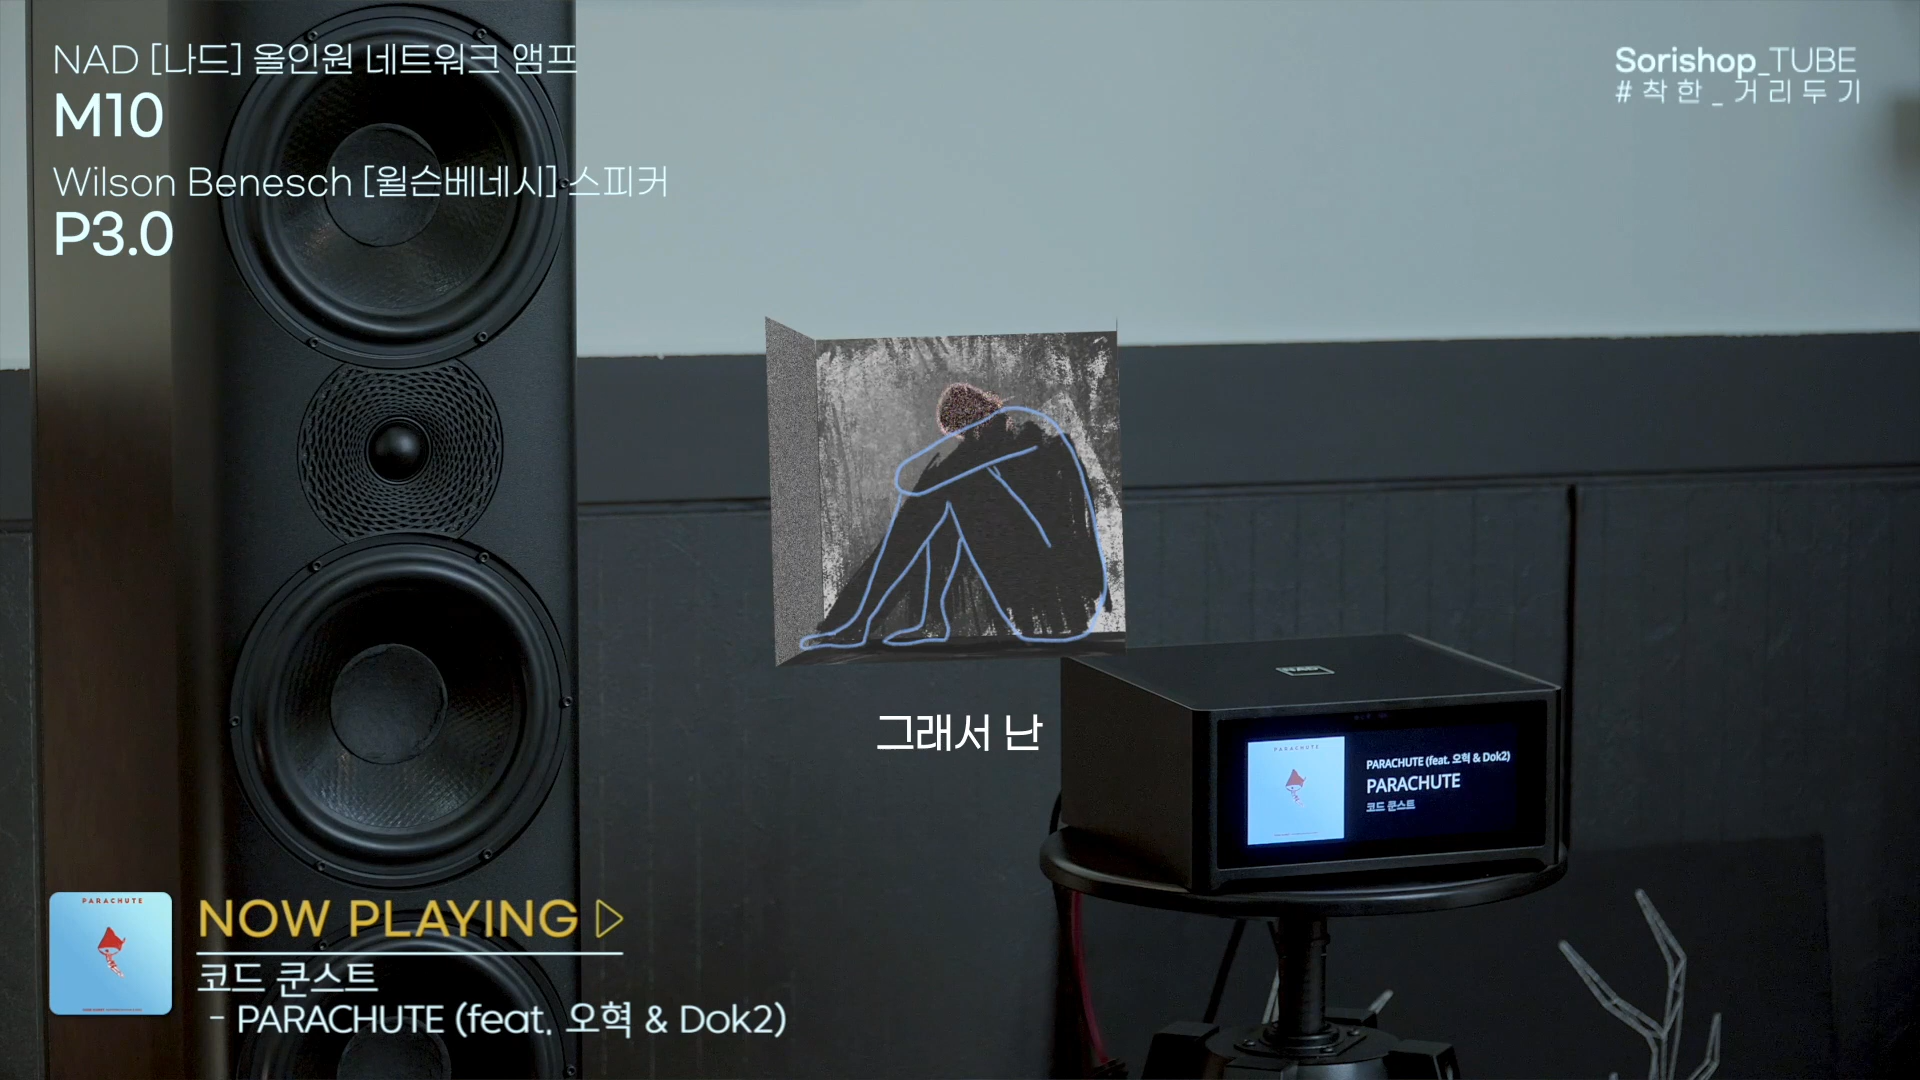 NAD [나드] 올인원 네트워크 앰프
M10
Wilson Benesch [윌슨베네시] 스피커
P3.0
Sorishop_TUBE
#착한_거리두기
그래서 난
NAD
PARACHUTE
PARACHUTE (feat. 오혁 & Dok2)
PARACHUTE
코드 쿤스트
PARACHUTE
NOW PLAYING
코드 쿤스트
- PARACHUTE (feat. 오혁 & Dok2)